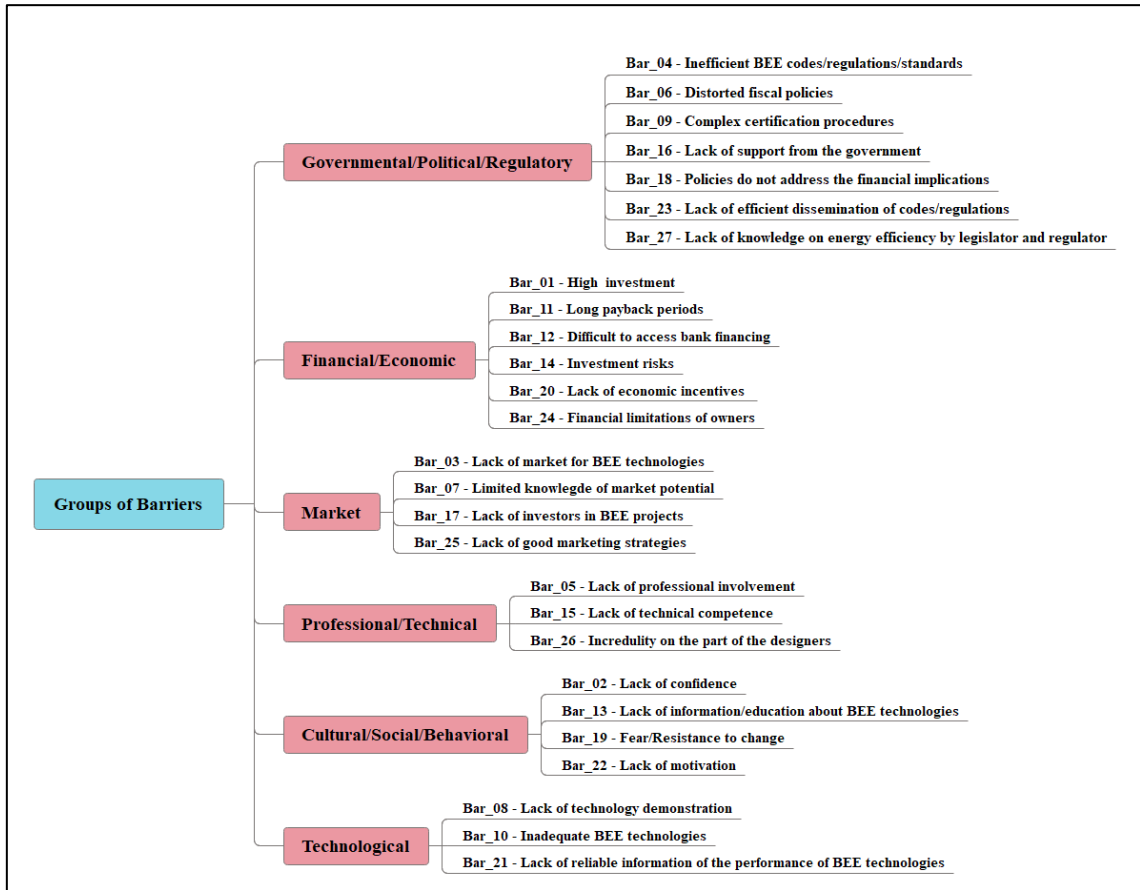 Groups of Barriers
Governmental/Political/Regulatory
Bar_04 - Inefficient BEE codes/regulations/standards
Bar_06 - Distorted fiscal policies
Bar_09 - Complex certification procedures
Bar_16 - Lack of support from the government
Bar_18 - Policies do not address the financial implications
Bar_23 - Lack of efficient dissemination of codes/regulations
Bar_27 - Lack of knowledge on energy efficiency by legislator and regulator
Financial/Economic
Bar_01 - High investment
Bar_11 - Long payback periods
Bar_12 - Difficult to access bank financing
Bar_14 - Investment risks
Bar_20 - Lack of economic incentives
Bar_24 - Financial limitations of owners
Market
Bar_03 - Lack of market for BEE technologies
Bar_07 - Limited knowlegde of market potential
Bar_17 - Lack of investors in BEE projects
Bar_25 - Lack of good marketing strategies
Professional/Technical
Bar_05 - Lack of professional involvement
Bar_15 - Lack of technical competence
Bar_26 - Incredulity on the part of the designers
Cultural/Social/Behavioral
Bar_02 - Lack of confidence
Bar_13 - Lack of information/education about BEE technologies
Bar_19 - Fear/Resistance to change
Bar_22 - Lack of motivation
Technological
Bar_08 - Lack of technology demonstration
Bar_10 - Inadequate BEE technologies
Bar_21 - Lack of reliable information of the performance of BEE technologies